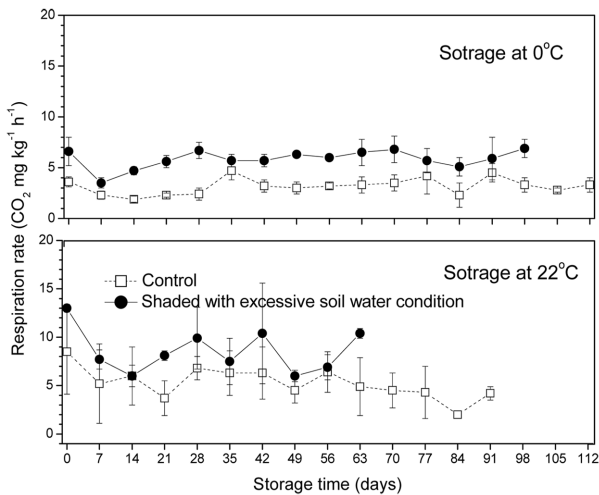 20
Sotrage at 0°C
15
10
5
0
Respiration rate (CO₂ mg kg⁻¹ h⁻¹)
20
Sotrage at 22°C
Control
15
Shaded with excessive soil water condition
10
5
0
0 7 14 21 28 35 42 49 56 63 70 77 84 91 98 105 112
Storage time (days)